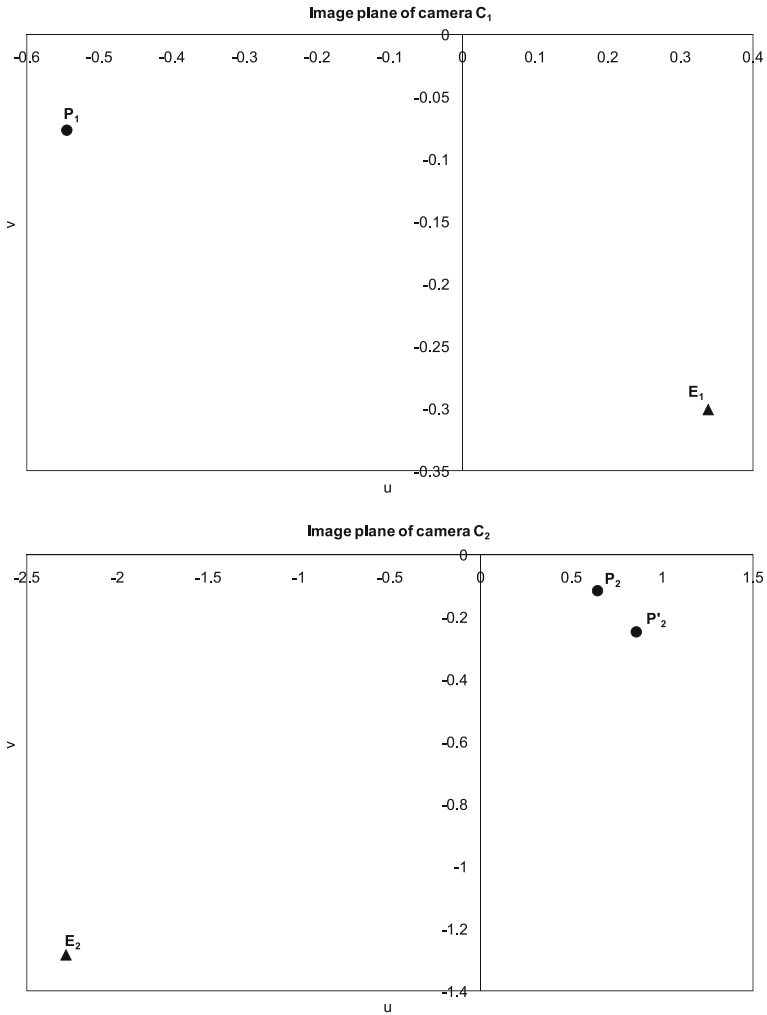 Image plane of camera C₁
0
-0.6 -0.5 -0.4 -0.3 -0.2 -0.1 0 0.1 0.2 0.3 0.4
-0.05
P₁
-0.1
-0.15
v
-0.2
-0.25
E₁
-0.3
-0.35
u
Image plane of camera C₂
0
-2.5 -2 -1.5 -1 -0.5 0 0.5 1 1.5
P₂
-0.2
P'₂
-0.4
-0.6
v
-0.8
-1
-1.2
E₂
-1.4
u